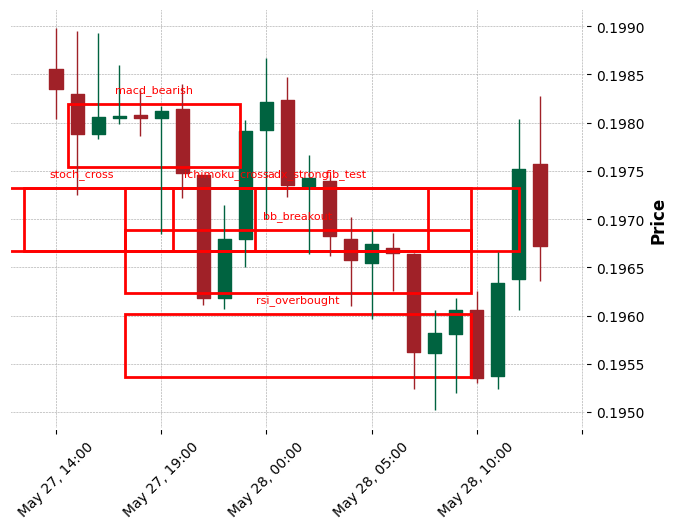 0.1990
0.1985
macd_bearish
0.1980
0.1975
stoch_cross
ichimoku_cross
adx_strong
fib_test
bb_breakout
0.1970
Price
0.1965
rsi_overbought
0.1960
0.1955
0.1950
May 27, 14:00
May 27, 19:00
May 28, 00:00
May 28, 05:00
May 28, 10:00